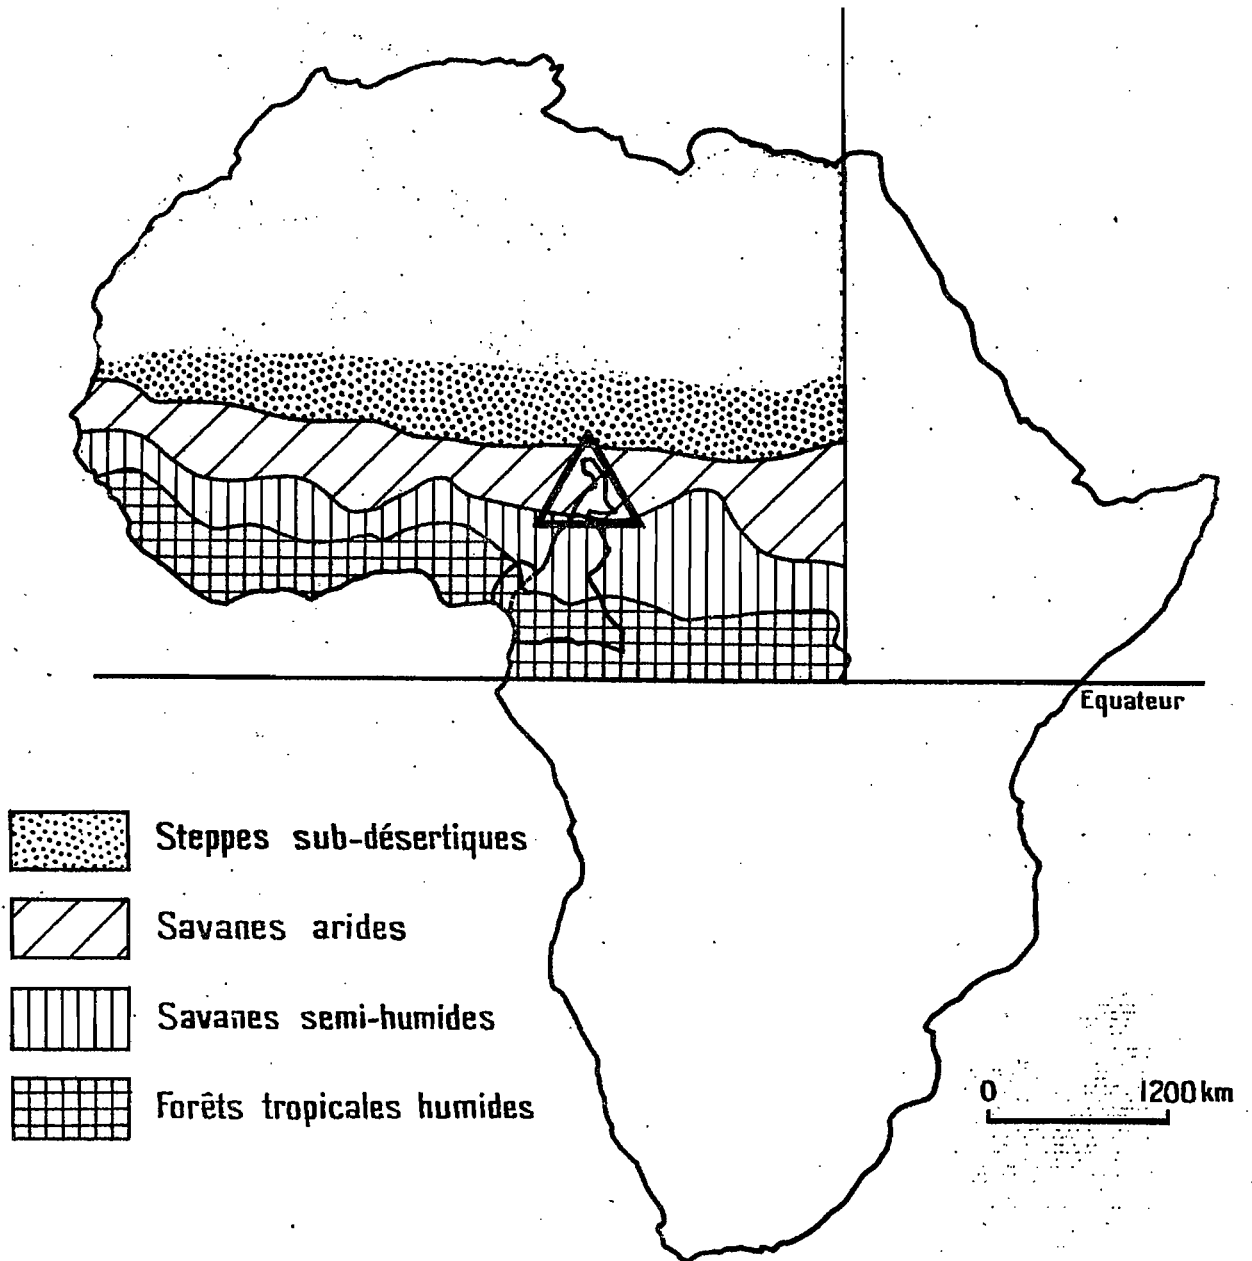 Equateur
Steppes sub-désertiques
Savanes arides
Savanes semi-humides
Forêts tropicales humides
0 1200 km